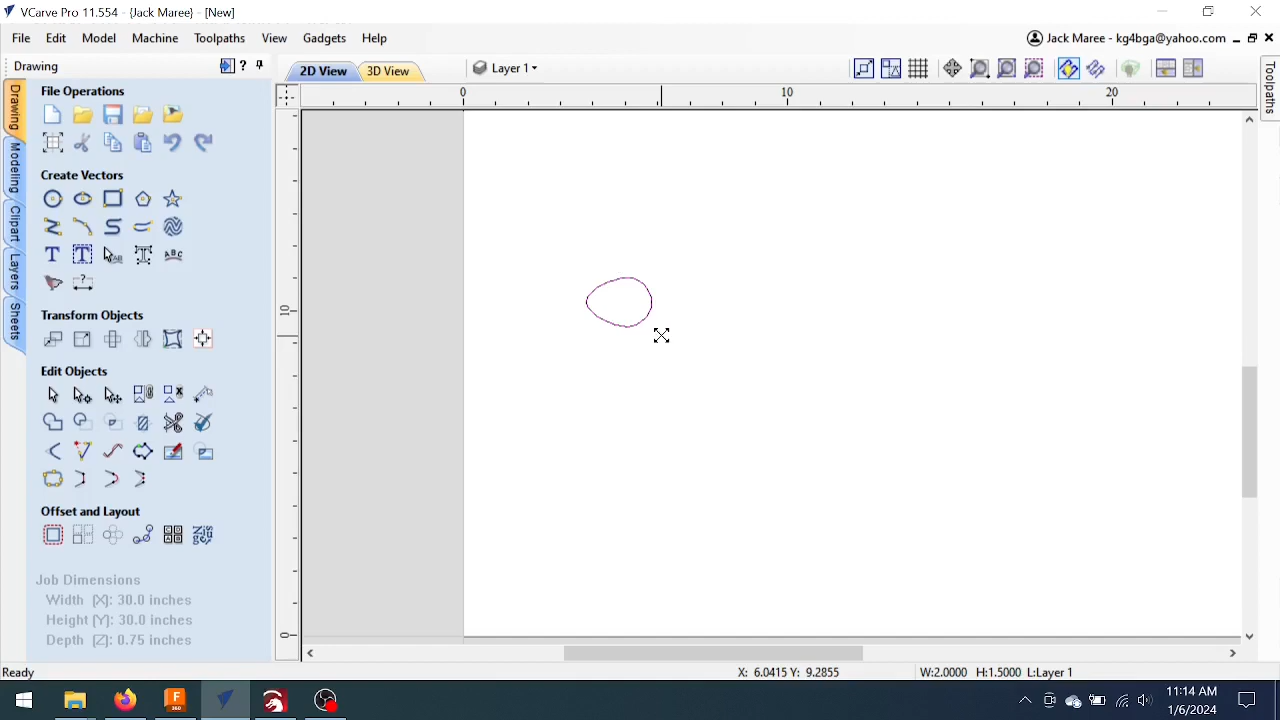 VCarve Pro 11.554 - {Jack Maree} - [New]
File Edit Model Machine Toolpaths View Gadgets Help
Jack Maree - kg4bga@yahoo.com
Drawing
2D View 3D View
Layer 1
Toolpaths
Drawing
Modeling
Clipart
Layers
Sheets
File Operations
Create Vectors
Transform Objects
Edit Objects
Offset and Layout
Job Dimensions
Width (X): 30.0 inches
Height (Y): 30.0 inches
Depth (Z): 0.75 inches
0 10 20
10
0
Ready
X: 6.0415 Y: 9.2855
W:2.0000 H:1.5000 L:Layer 1
11:14 AM
1/6/2024